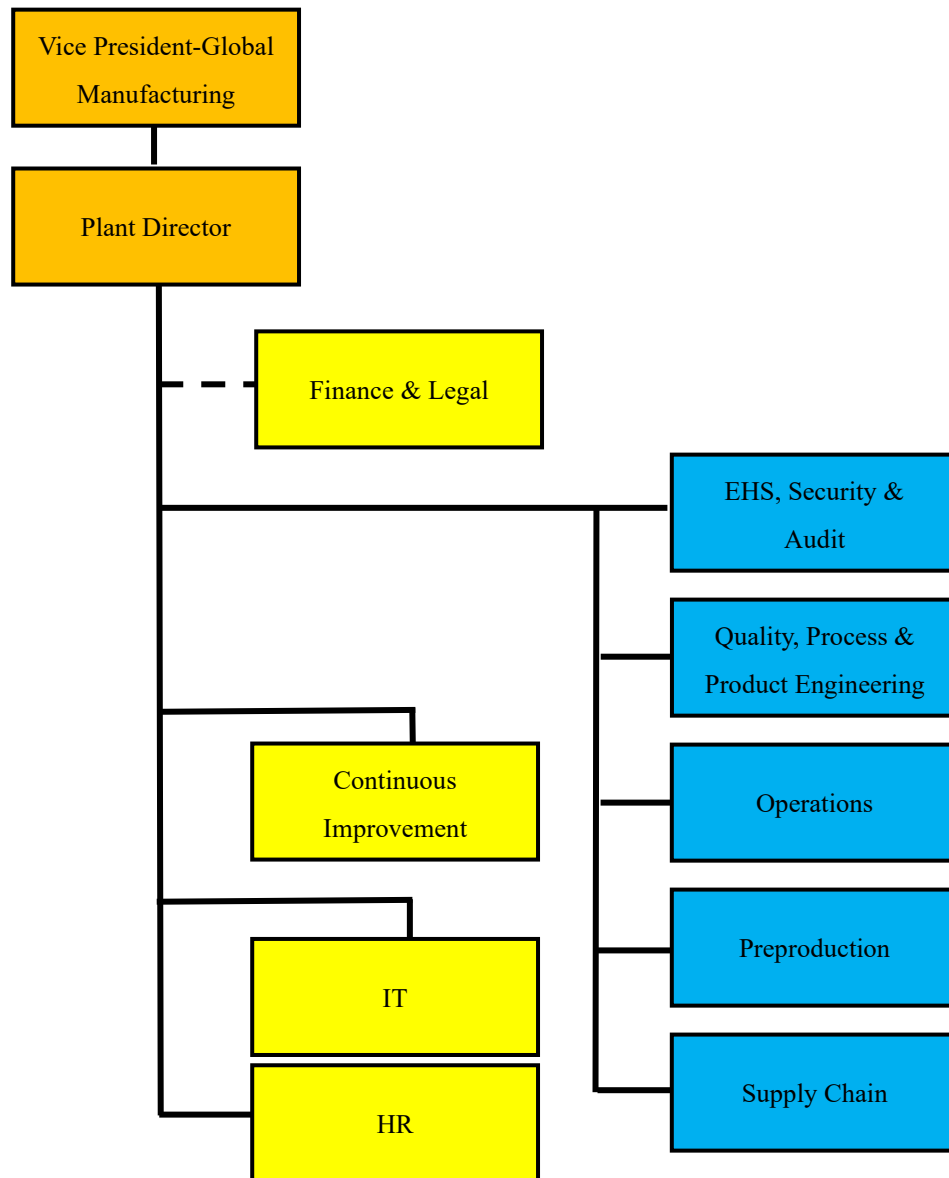 Vice President-Global
Manufacturing
Plant Director
Finance & Legal
EHS, Security &
Audit
Quality, Process &
Product Engineering
Continuous
Improvement
Operations
Preproduction
IT
Supply Chain
HR